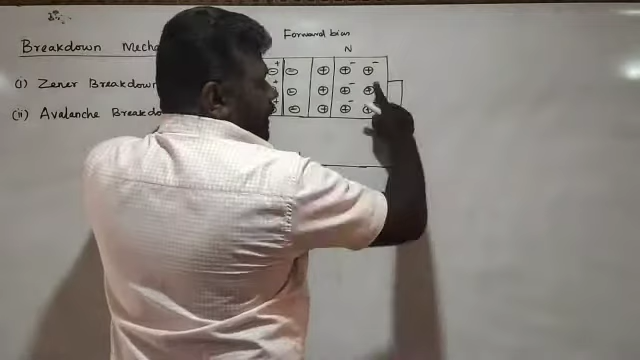 Forward bias
Breakdown Mecha
N
(i) Zener Breakdown
(ii) Avalanche Breakdo